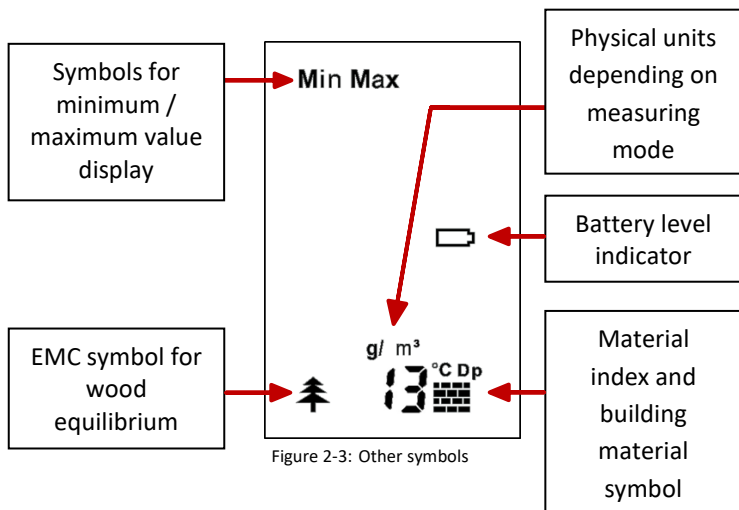 Symbols for
minimum /
maximum value
display
Min Max
Physical units
depending on
measuring
mode
Battery level
indicator
EMC symbol for
wood
equilibrium
g/ m³
°C Dp
13
Material
index and
building
material
symbol
Figure 2-3: Other symbols